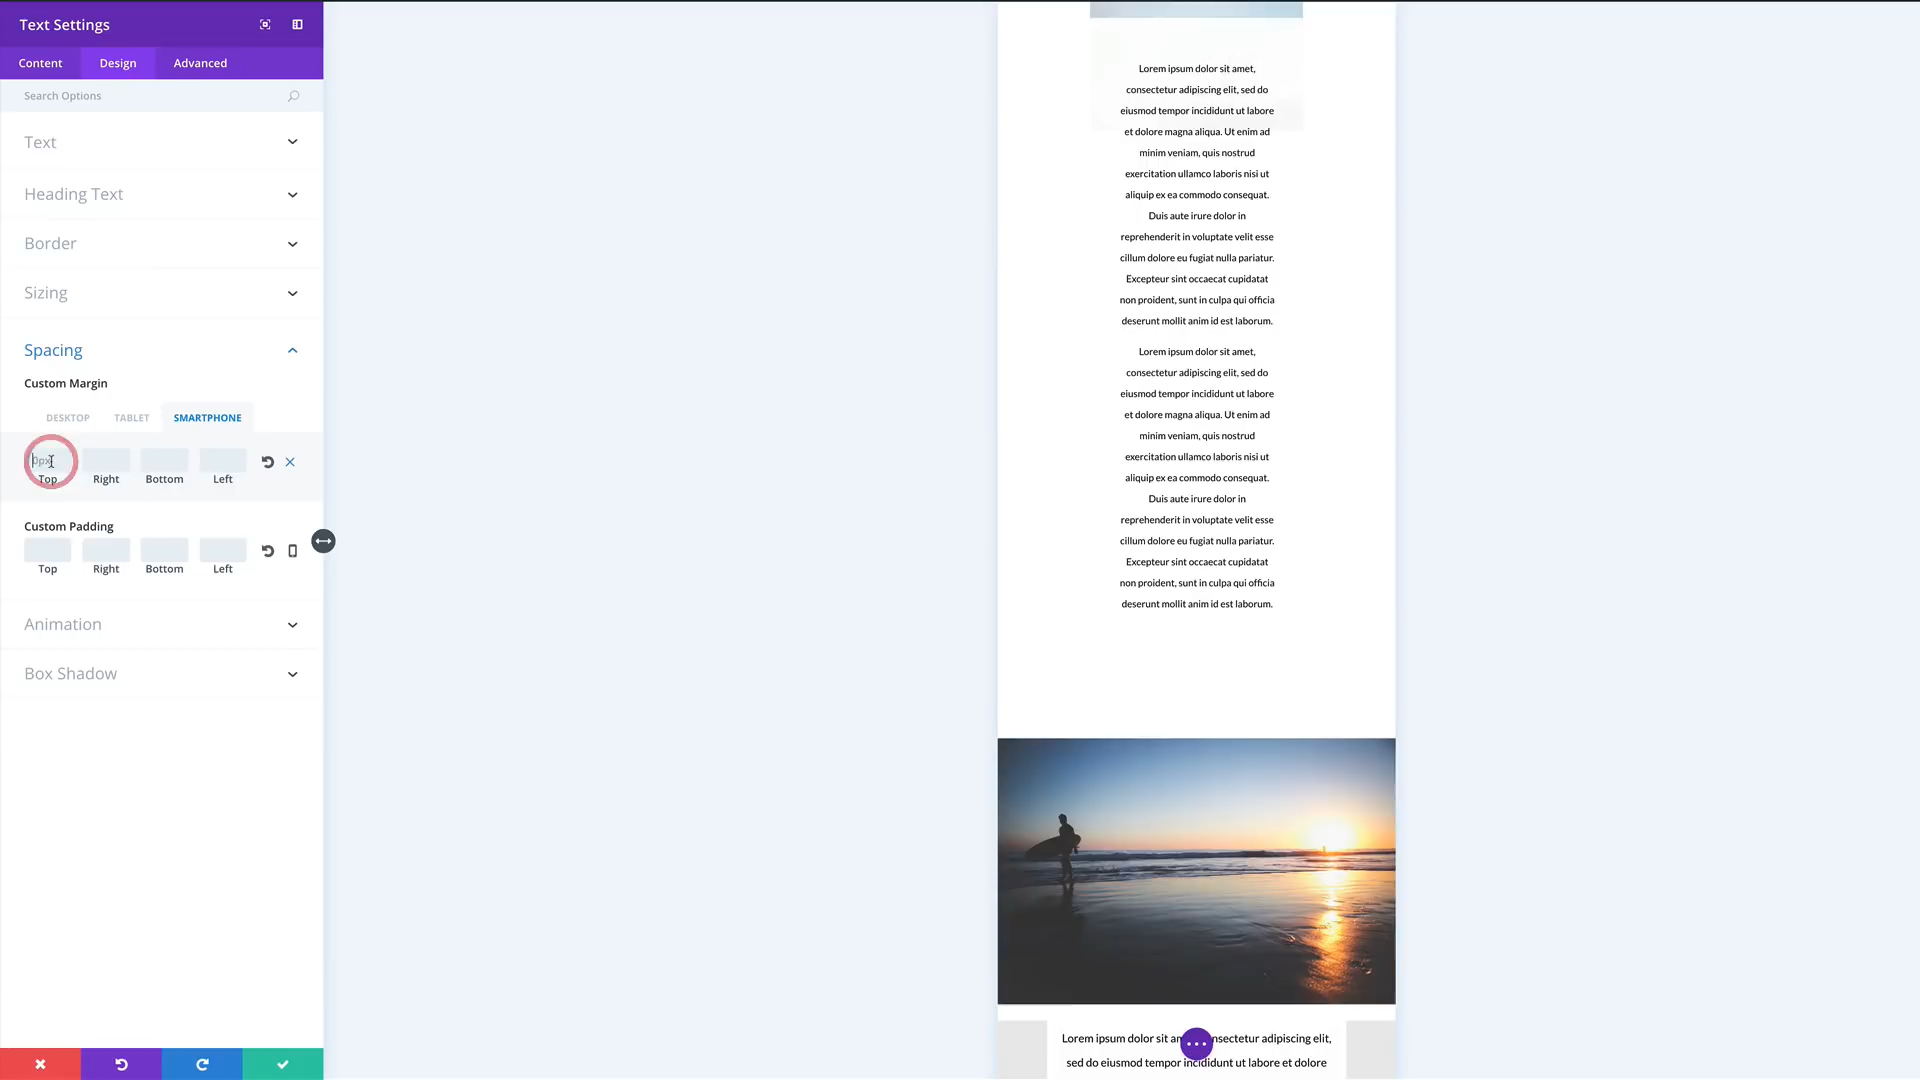 Text Settings
Content Design Advanced
Search Options
Text
Heading Text
Border
Sizing
Spacing
Custom Margin
DESKTOP TABLET SMARTPHONE
0px
Top Right Bottom Left
Custom Padding
Top Right Bottom Left
Animation
Box Shadow
Lorem ipsum dolor sit amet,
consectetur adipiscing elit, sed do
eiusmod tempor incididunt ut labore
et dolore magna aliqua. Ut enim ad
minim veniam, quis nostrud
exercitation ullamco laboris nisi ut
aliquip ex ea commodo consequat.
Duis aute irure dolor in
reprehenderit in voluptate velit esse
cillum dolore eu fugiat nulla pariatur.
Excepteur sint occaecat cupidatat
non proident, sunt in culpa qui officia
deserunt mollit anim id est laborum.
Lorem ipsum dolor sit amet,
consectetur adipiscing elit, sed do
eiusmod tempor incididunt ut labore
et dolore magna aliqua. Ut enim ad
minim veniam, quis nostrud
exercitation ullamco laboris nisi ut
aliquip ex ea commodo consequat.
Duis aute irure dolor in
reprehenderit in voluptate velit esse
cillum dolore eu fugiat nulla pariatur.
Excepteur sint occaecat cupidatat
non proident, sunt in culpa qui officia
deserunt mollit anim id est laborum.
Lorem ipsum dolor sit adipiscing elit,
sed do eiusmod tempor incididunt ut labore et dolore